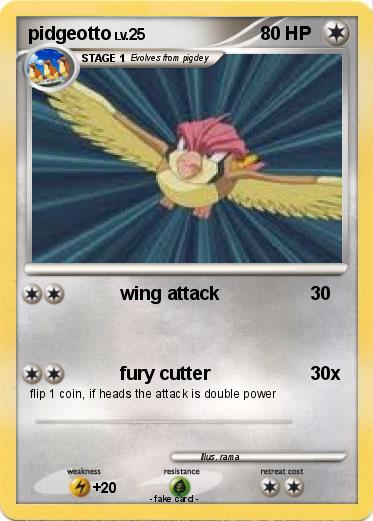 pidgeotto LV.25 80 HP
STAGE 1 Evolves from pigdey
wing attack 30
fury cutter 30x
flip 1 coin, if heads the attack is double power
Illus. rama
weakness resistance retreat cost
+20
- fake card -